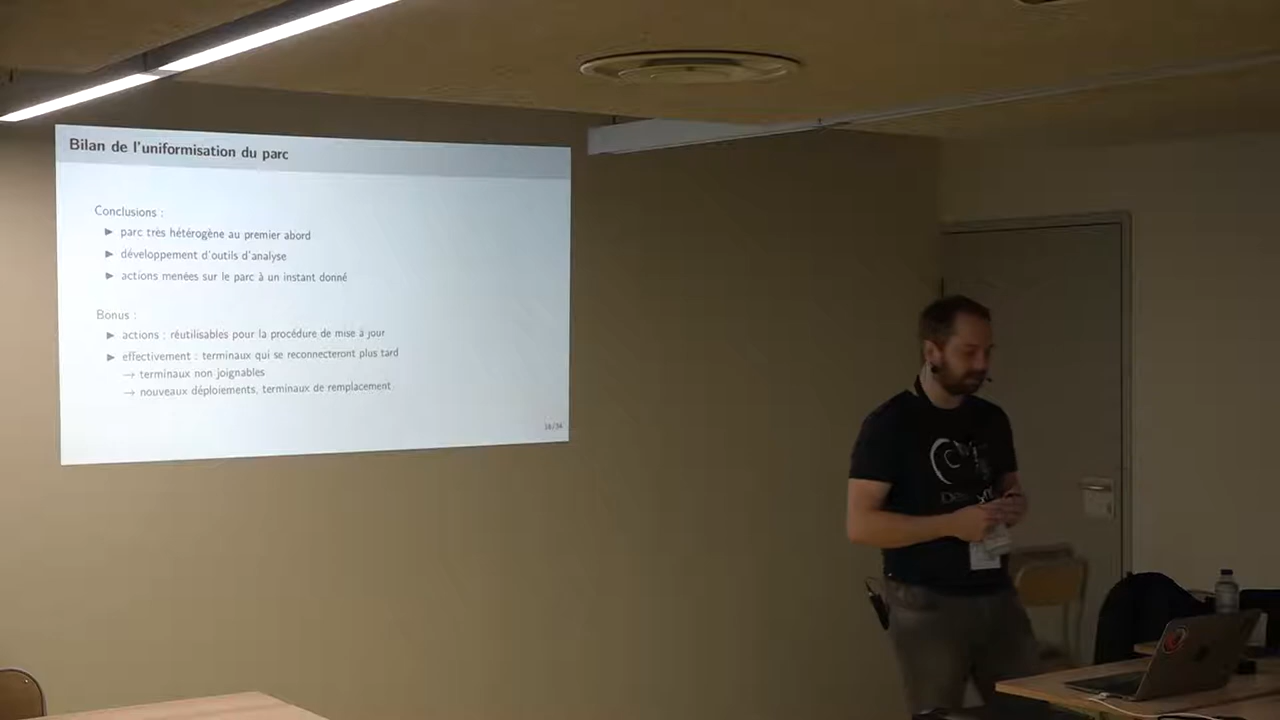 Bilan de l'uniformisation du parc
Conclusions :
► parc très hétérogène au premier abord
► développement d'outils d'analyse
► actions menées sur le parc à un instant donné
Bonus :
► actions : réutilisables pour la procédure de mise à jour
► effectivement : terminaux qui se reconnecteront plus tard
→ terminaux non joignables
→ nouveaux déploiements, terminaux de remplacement